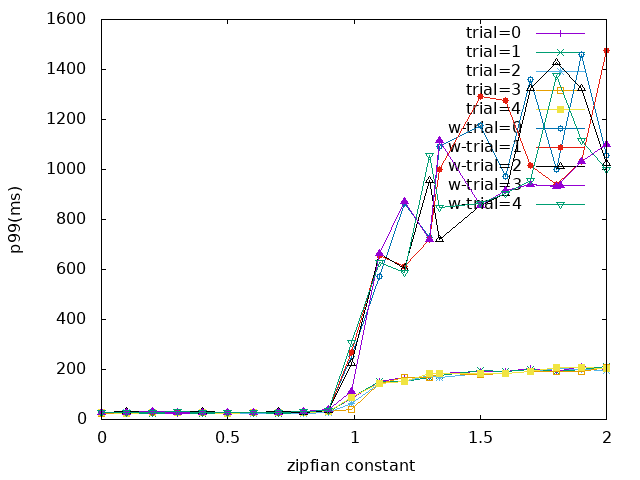 1600
1400
1200
1000
800
600
400
200
0
p99(ms)
0
0.5
1
1.5
2
zipfian constant
trial=0
trial=1
trial=2
trial=3
trial=4
w-trial=0
w-trial=1
w-trial=2
w-trial=3
w-trial=4